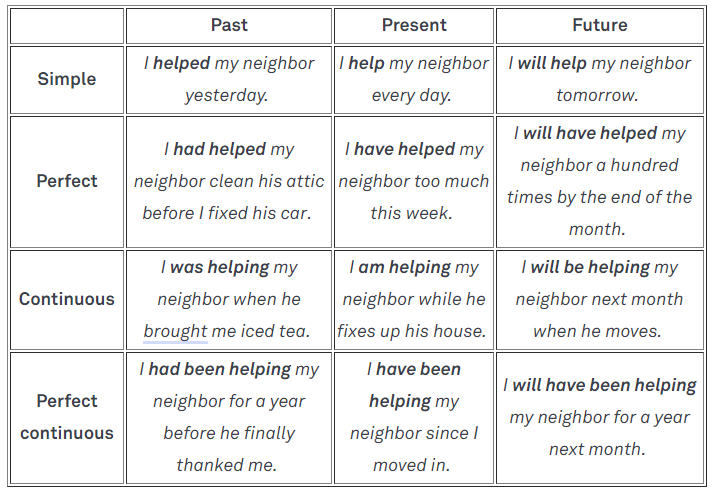 Past Present Future
Simple
I helped my neighbor
yesterday.
I help my neighbor
every day.
I will help my neighbor
tomorrow.
Perfect
I had helped my
neighbor clean his attic
before I fixed his car.
I have helped my
neighbor too much
this week.
I will have helped my
neighbor a hundred
times by the end of the
month.
Continuous
I was helping my
neighbor when he
brought me iced tea.
I am helping my
neighbor while he
fixes up his house.
I will be helping my
neighbor next month
when he moves.
Perfect
continuous
I had been helping my
neighbor for a year
before he finally
thanked me.
I have been
helping my
neighbor since I
moved in.
I will have been helping
my neighbor for a year
next month.